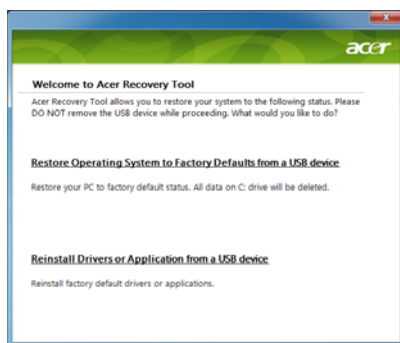 acer
Welcome to Acer Recovery Tool
Acer Recovery Tool allows you to restore your system to the following status. Please
DO NOT remove the USB device while proceeding. What would you like to do?
Restore Operating System to Factory Defaults from a USB device
Restore your PC to factory default status. All data on C: drive will be deleted.
Reinstall Drivers or Application from a USB device
Reinstall factory default drivers or applications.